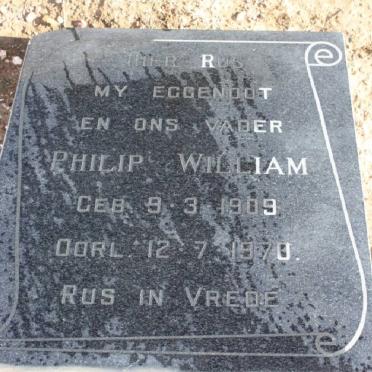 HIER RUS
MY EGGENOOT
EN ONS VADER
PHILIP WILLIAM
GEB. 9-3-1909
OORL. 12-7-1970.
RUS IN VREDE